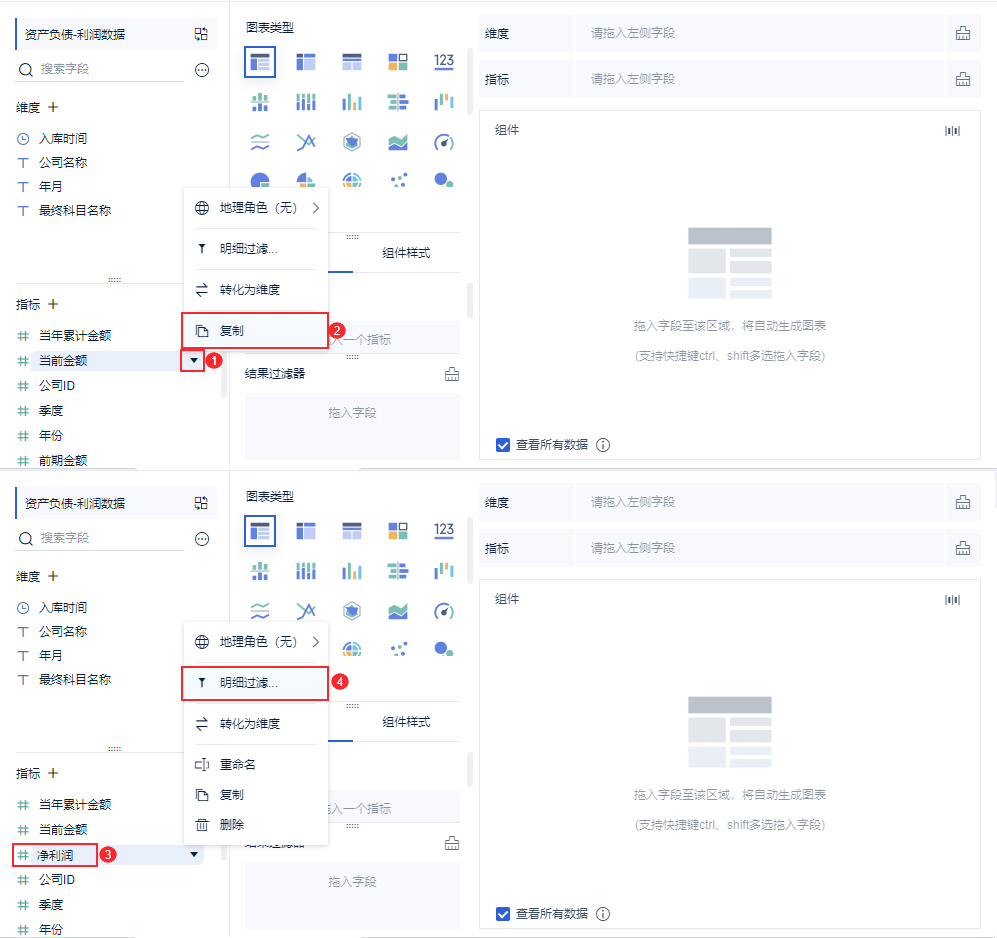 资产负债-利润数据
搜索字段
维度
入库时间
公司名称
年月
最终科目名称
指标
当年累计金额
当前金额
1
公司ID
季度
年份
前期金额
图表类型
123
地理角色（无）
明细过滤...
转化为维度
复制
2
组件样式
拖入一个指标
结果过滤器
拖入字段
维度
请拖入左侧字段
指标
请拖入左侧字段
组件
拖入字段至该区域，将自动生成图表
(支持快捷键ctrl、shift多选拖入字段)
查看所有数据
资产负债-利润数据
搜索字段
维度
入库时间
公司名称
年月
最终科目名称
指标
当年累计金额
当前金额
净利润
3
公司ID
季度
年份
图表类型
123
地理角色（无）
明细过滤...
4
转化为维度
重命名
复制
删除
组件样式
拖入一个指标
结果过滤器
拖入字段
维度
请拖入左侧字段
指标
请拖入左侧字段
组件
拖入字段至该区域，将自动生成图表
(支持快捷键ctrl、shift多选拖入字段)
查看所有数据